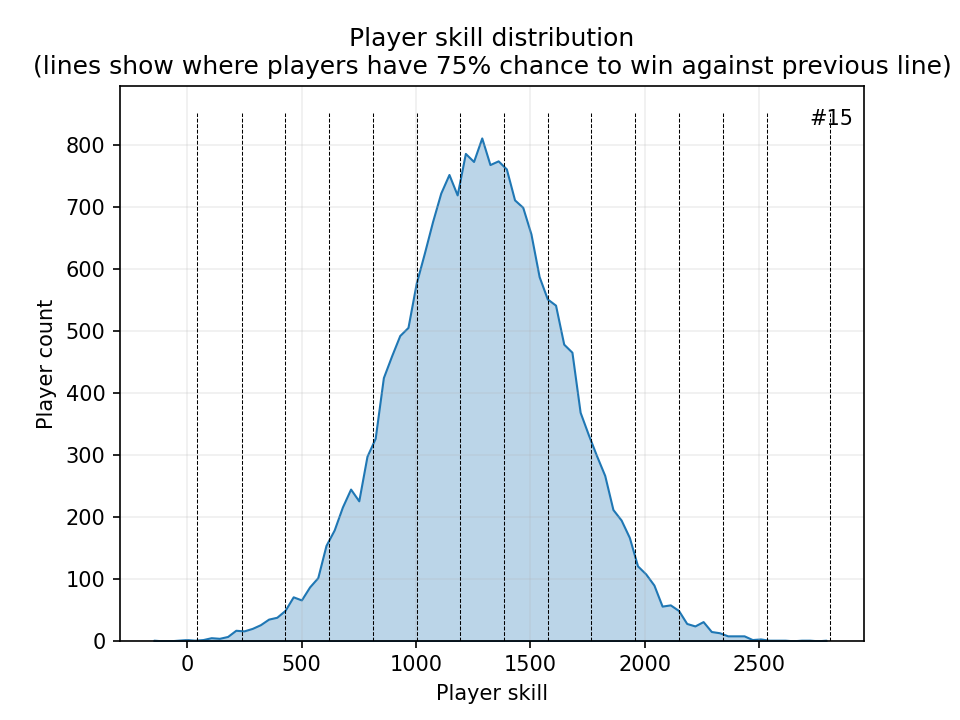 Player skill distribution
(lines show where players have 75% chance to win against previous line)
#15
800
700
600
500
400
300
200
100
0
Player count
0 500 1000 1500 2000 2500
Player skill